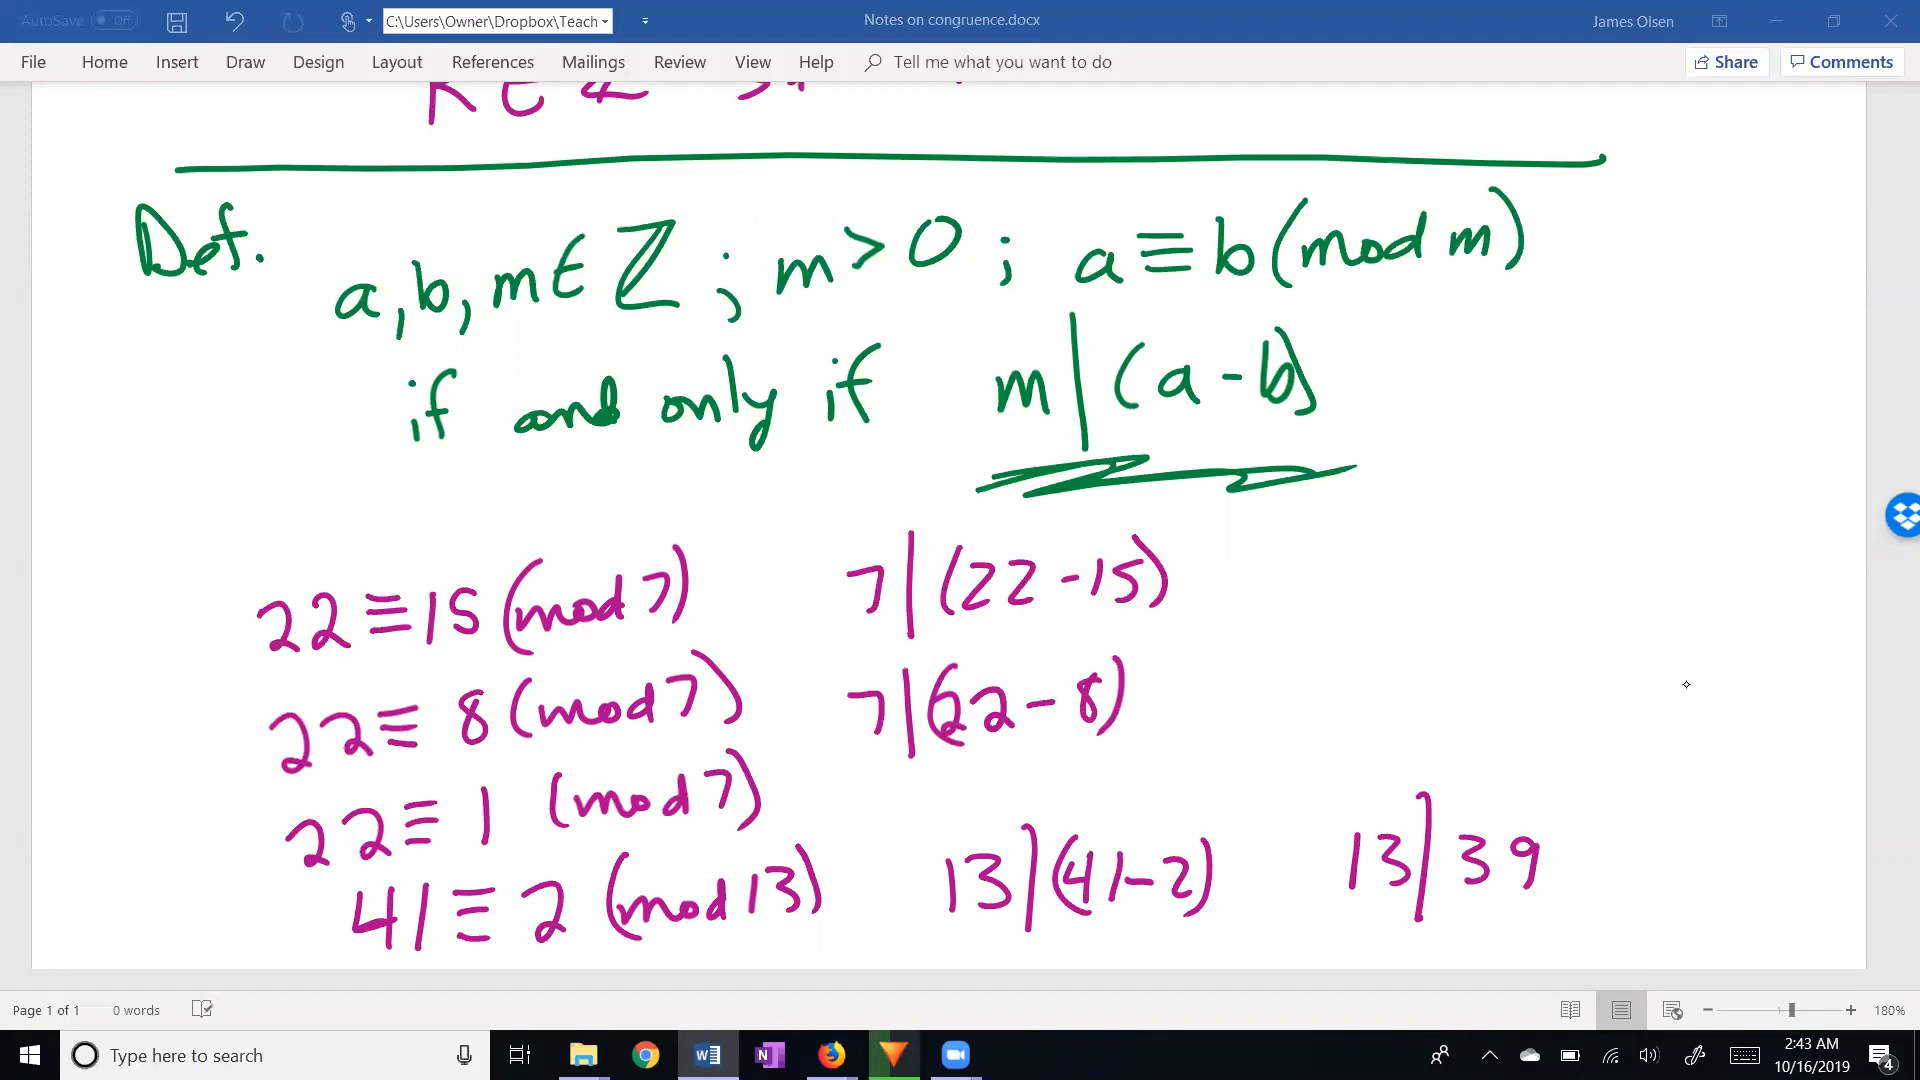 AutoSave Off C:\Users\Owner\Dropbox\Teach Notes on congruence.docx James Olsen
File Home Insert Draw Design Layout References Mailings Review View Help Tell me what you want to do Share Comments
Def. a, b, m ∈ ℤ ; m > 0 ; a ≡ b (mod m)
if and only if m | (a - b)
22 ≡ 15 (mod 7) 7 | (22 - 15)
22 ≡ 8 (mod 7) 7 | (22 - 8)
22 ≡ 1 (mod 7)
41 ≡ 2 (mod 13) 13 | (41 - 2) 13 | 39
Page 1 of 1 0 words 180%
Type here to search 2:43 AM
10/16/2019 4